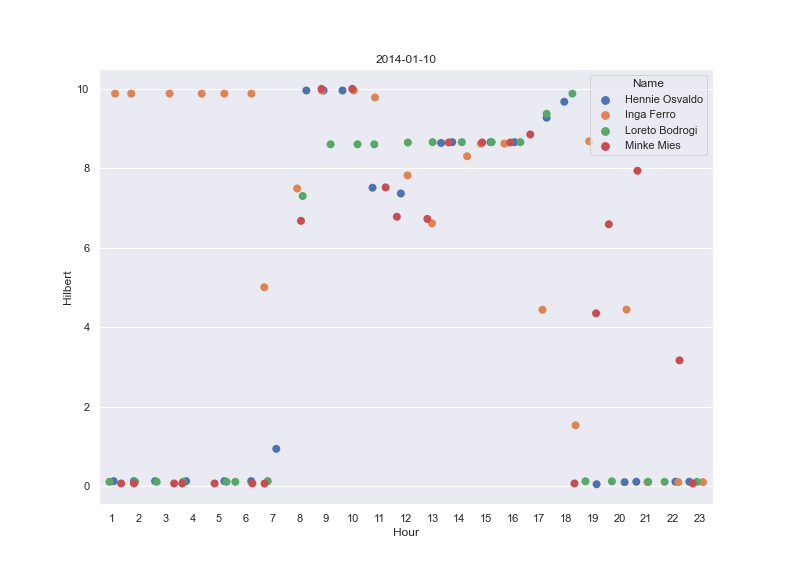 2014-01-10
Name
Hennie Osvaldo
Inga Ferro
Loreto Bodrogi
Minke Mies
10
8
6
4
2
0
Hilbert
1 2 3 4 5 6 7 8 9 10 11 12 13 14 15 16 17 18 19 20 21 22 23
Hour